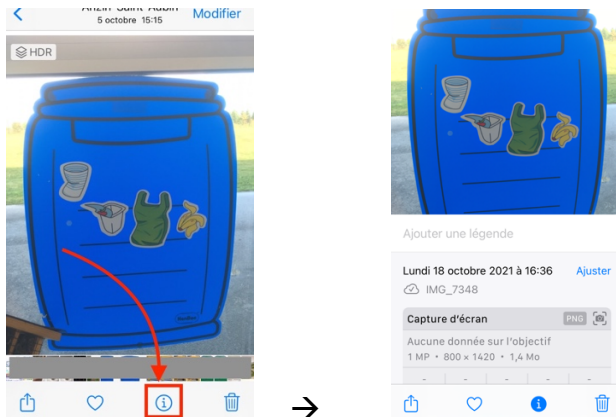 Anzin-Saint-Aubin
5 octobre 15:15
Modifier
HDR
→
Ajouter une légende
Lundi 18 octobre 2021 à 16:36
Ajuster
IMG_7348
Capture d'écran
PNG
Aucune donnée sur l'objectif
1 MP • 800 × 1420 • 1,4 Mo
- - - - -